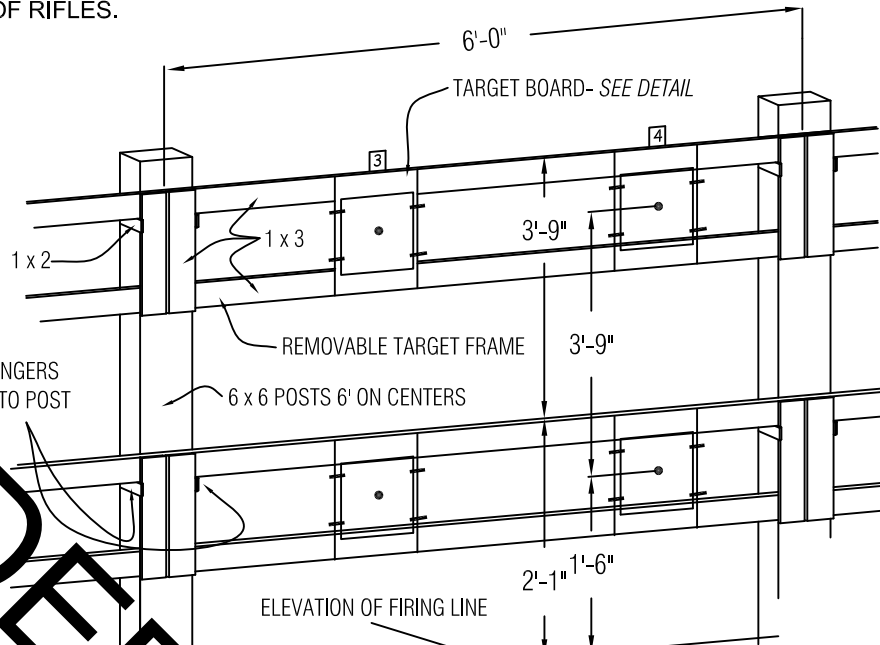 OF RIFLES.
6'-0"
TARGET BOARD- SEE DETAIL
3
4
3'-9"
1 x 2
1 x 3
REMOVABLE TARGET FRAME
3'-9"
NGERS
TO POST
6 x 6 POSTS 6' ON CENTERS
2'-1"
1'-6"
ELEVATION OF FIRING LINE